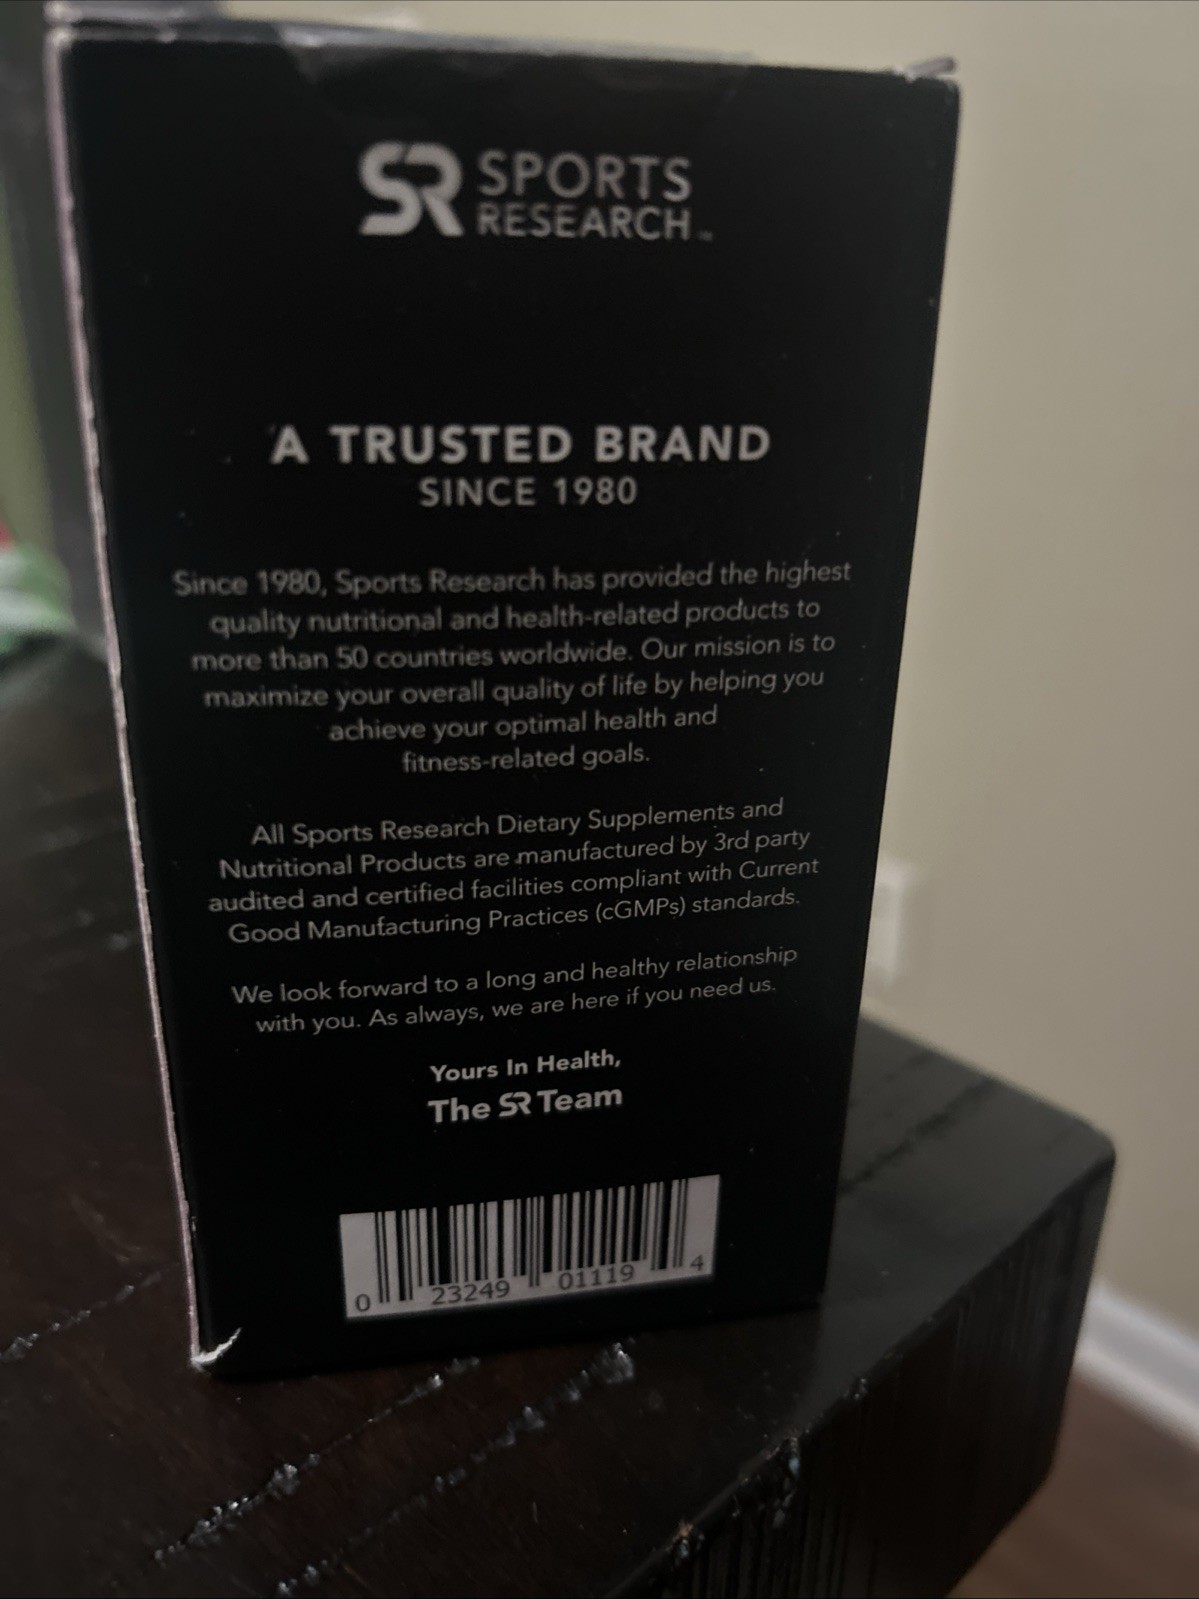 SR SPORTS
RESEARCH™
A TRUSTED BRAND
SINCE 1980
Since 1980, Sports Research has provided the highest
quality nutritional and health-related products to
more than 50 countries worldwide. Our mission is to
maximize your overall quality of life by helping you
achieve your optimal health and
fitness-related goals.
All Sports Research Dietary Supplements and
Nutritional Products are manufactured by 3rd party
audited and certified facilities compliant with Current
Good Manufacturing Practices (cGMPs) standards.
We look forward to a long and healthy relationship
with you. As always, we are here if you need us.
Yours In Health,
The SR Team
0 23249 01119 4